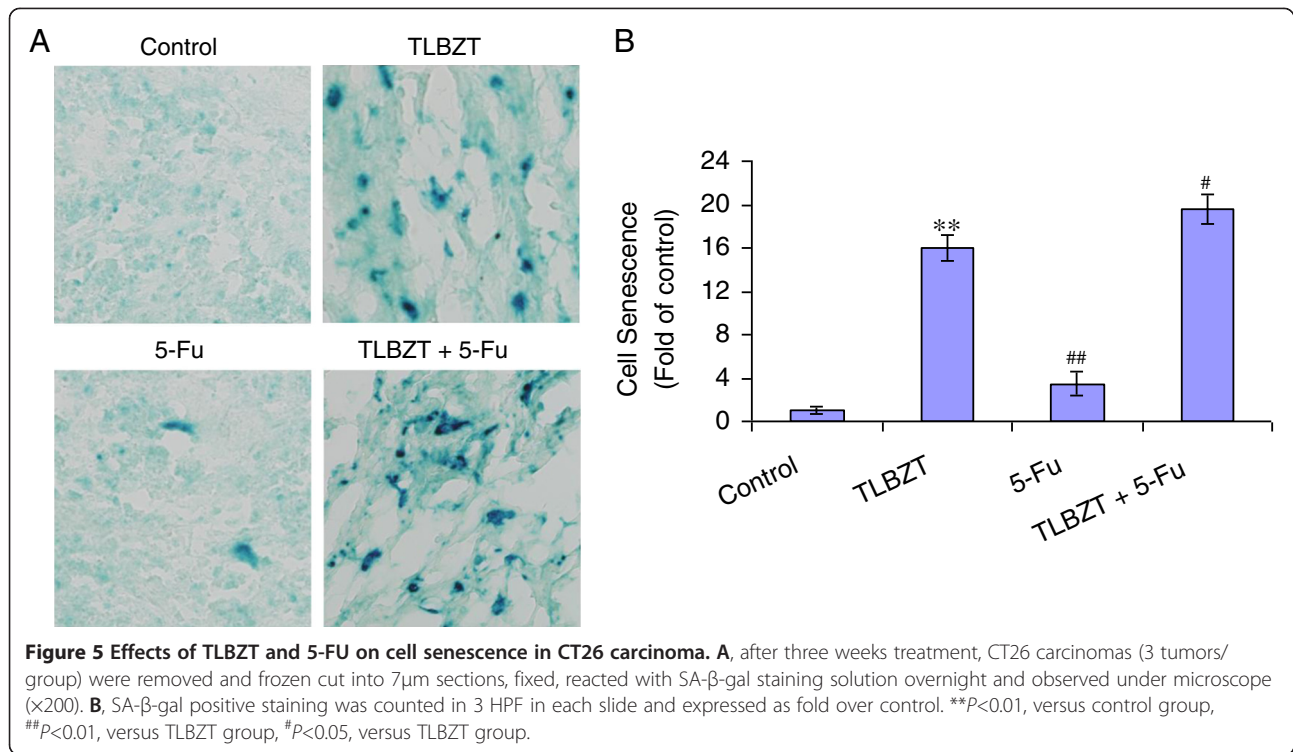 A
Control
TLBZT
5-Fu
TLBZT + 5-Fu
B
Cell Senescence
(Fold of control)
24
20
16
12
8
4
0
**
##
#
Control
TLBZT
5-Fu
TLBZT + 5-Fu
Figure 5 Effects of TLBZT and 5-FU on cell senescence in CT26 carcinoma. A, after three weeks treatment, CT26 carcinomas (3 tumors/
group) were removed and frozen cut into 7μm sections, fixed, reacted with SA-β-gal staining solution overnight and observed under microscope
(×200). B, SA-β-gal positive staining was counted in 3 HPF in each slide and expressed as fold over control. **P<0.01, versus control group,
##P<0.01, versus TLBZT group, #P<0.05, versus TLBZT group.